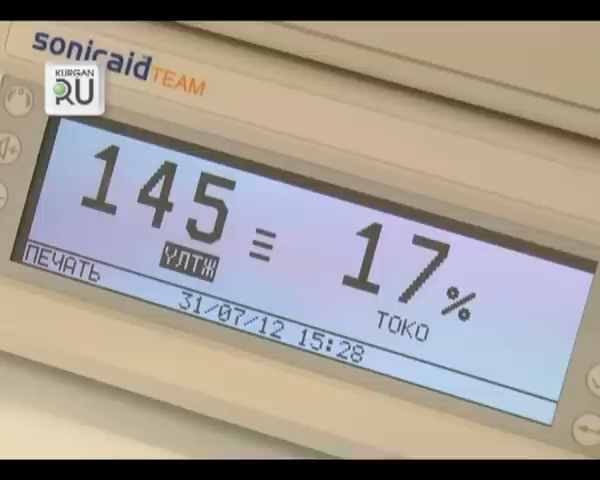 sonicaid TEAM
KURGAN
RU
145 17%
УЛТЖ
ТОКО
ПЕЧАТЬ
31/07/12 15:28